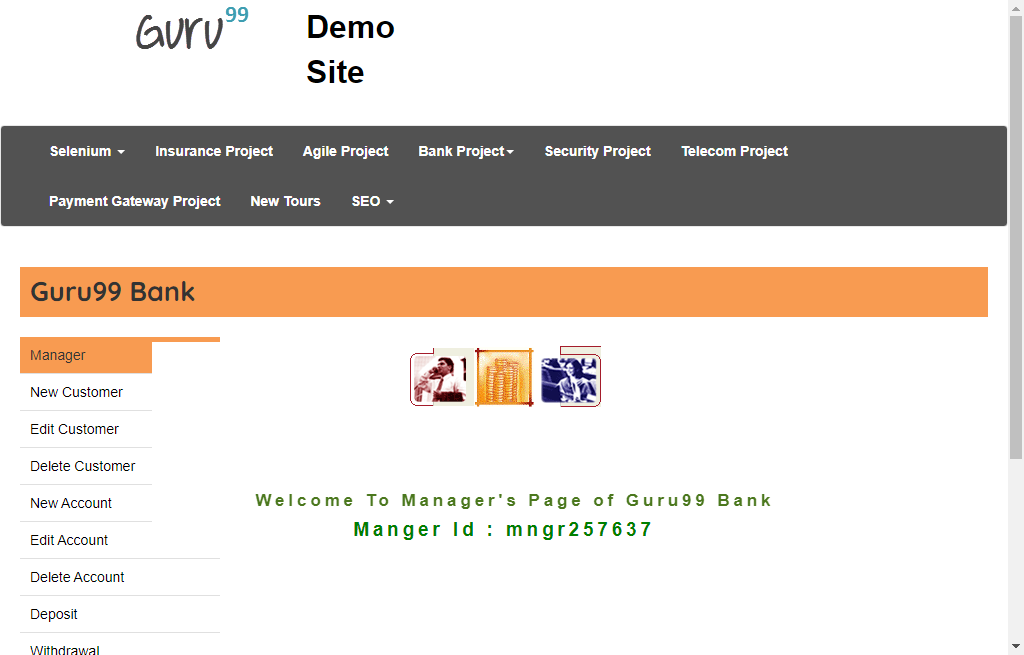 Guru99
Demo
Site
Selenium Insurance Project Agile Project Bank Project Security Project Telecom Project
Payment Gateway Project New Tours SEO
Guru99 Bank
Manager
New Customer
Edit Customer
Delete Customer
New Account
Edit Account
Delete Account
Deposit
Withdrawal
Welcome To Manager's Page of Guru99 Bank
Manger Id : mngr257637